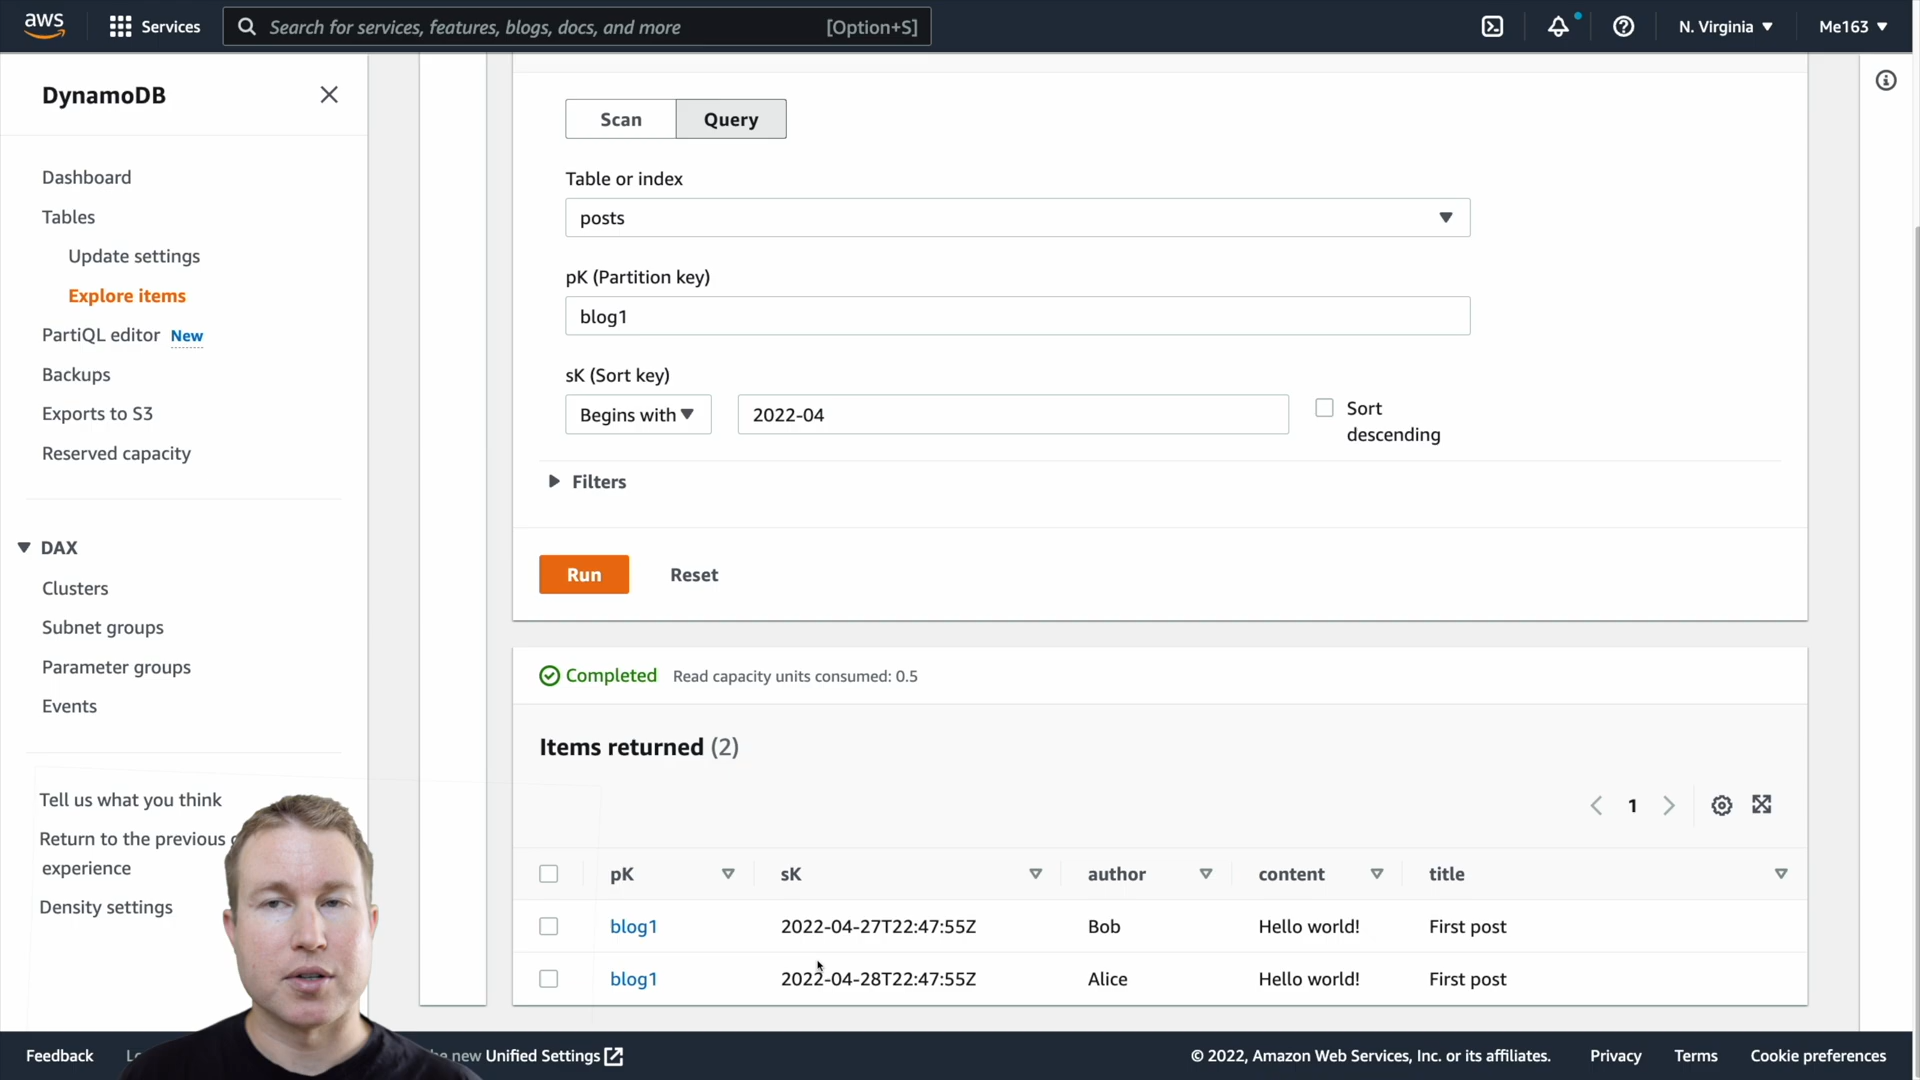 aws
Services
Search for services, features, blogs, docs, and more
[Option+S]
N. Virginia
Me163
DynamoDB
Dashboard
Tables
Update settings
Explore items
PartiQL editor New
Backups
Exports to S3
Reserved capacity
DAX
Clusters
Subnet groups
Parameter groups
Events
Tell us what you think
Return to the previous
experience
Density settings
Scan
Query
Table or index
posts
pK (Partition key)
blog1
sK (Sort key)
Begins with
2022-04
Sort
descending
Filters
Run
Reset
Completed Read capacity units consumed: 0.5
Items returned (2)
1
pK sK author content title
blog1 2022-04-27T22:47:55Z Bob Hello world! First post
blog1 2022-04-28T22:47:55Z Alice Hello world! First post
Feedback
new Unified Settings
© 2022, Amazon Web Services, Inc. or its affiliates.
Privacy
Terms
Cookie preferences